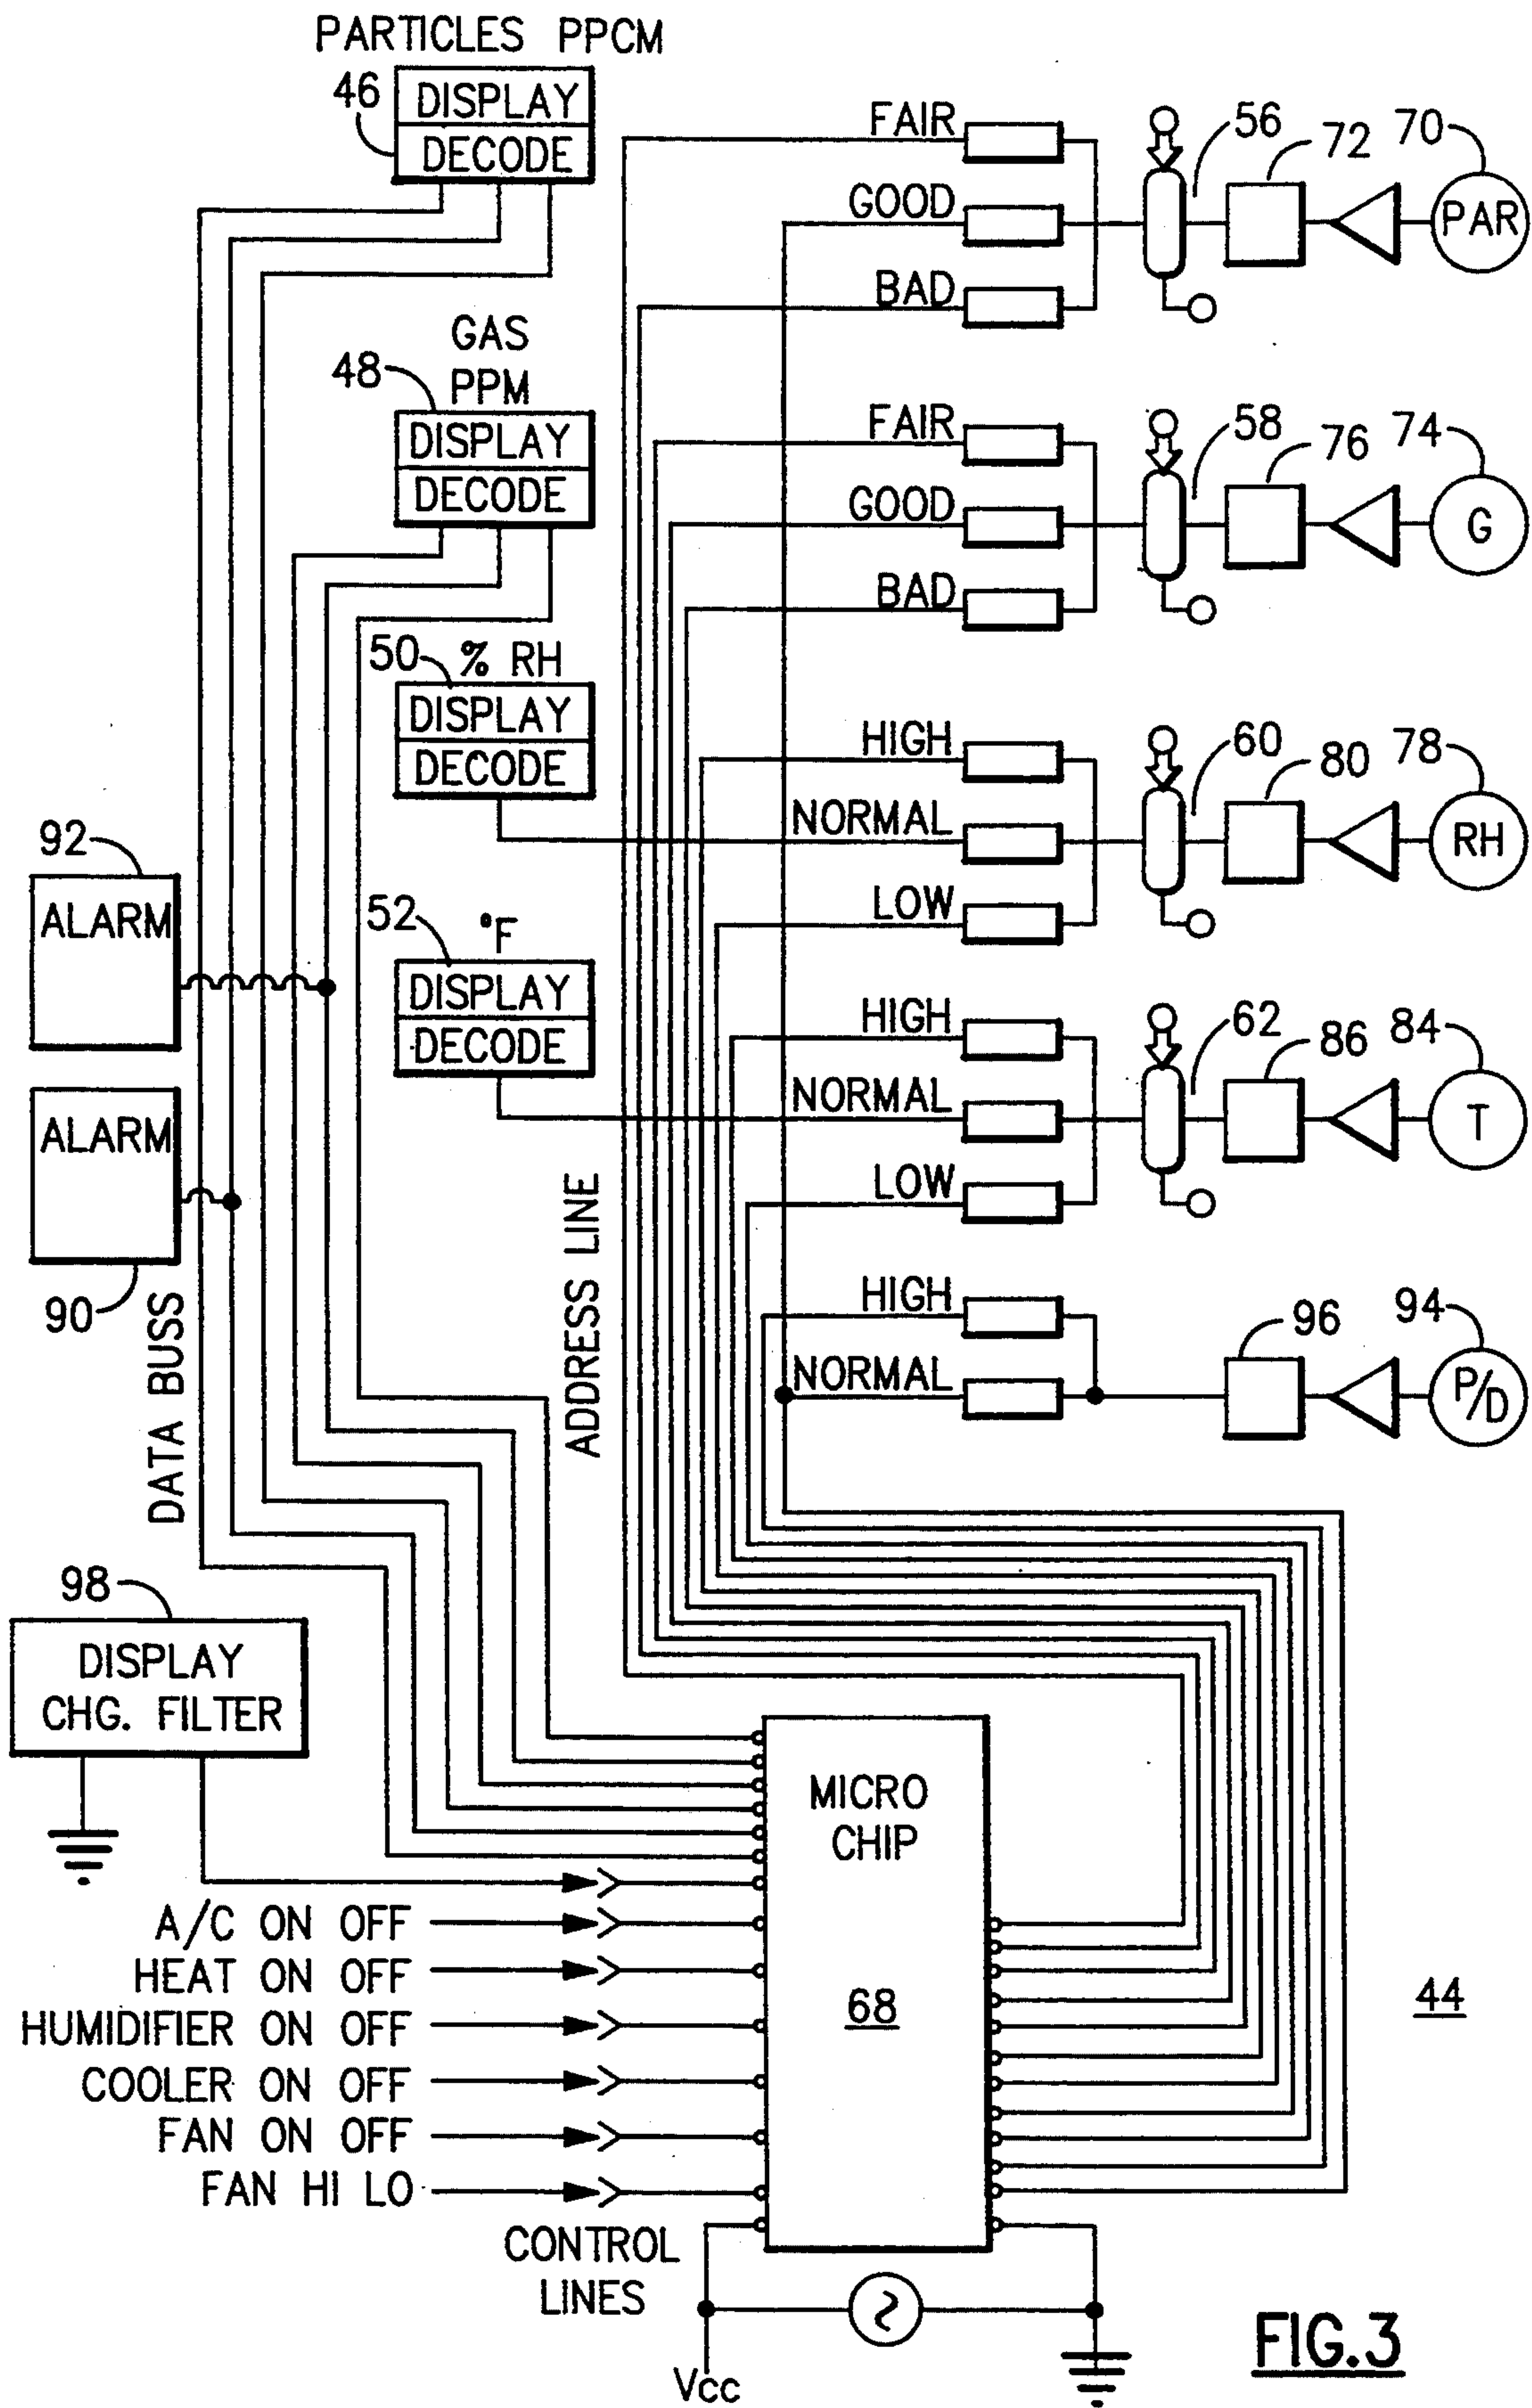 PARTICLES PPCM
46
DISPLAY
DECODE
FAIR
GOOD
BAD
56
72
70
PAR
GAS
PPM
48
DISPLAY
DECODE
FAIR
GOOD
BAD
58
76
74
G
50
% RH
DISPLAY
DECODE
HIGH
NORMAL
LOW
60
80
78
RH
92
ALARM
52
°F
DISPLAY
DECODE
HIGH
NORMAL
LOW
62
86
84
T
ALARM
90
DATA BUSS
ADDRESS LINE
HIGH
NORMAL
96
94
P/D
98
DISPLAY
CHG. FILTER
MICRO
CHIP
68
A/C ON OFF
HEAT ON OFF
HUMIDIFIER ON OFF
COOLER ON OFF
FAN ON OFF
FAN HI LO
CONTROL
LINES
Vcc
44
FIG.3